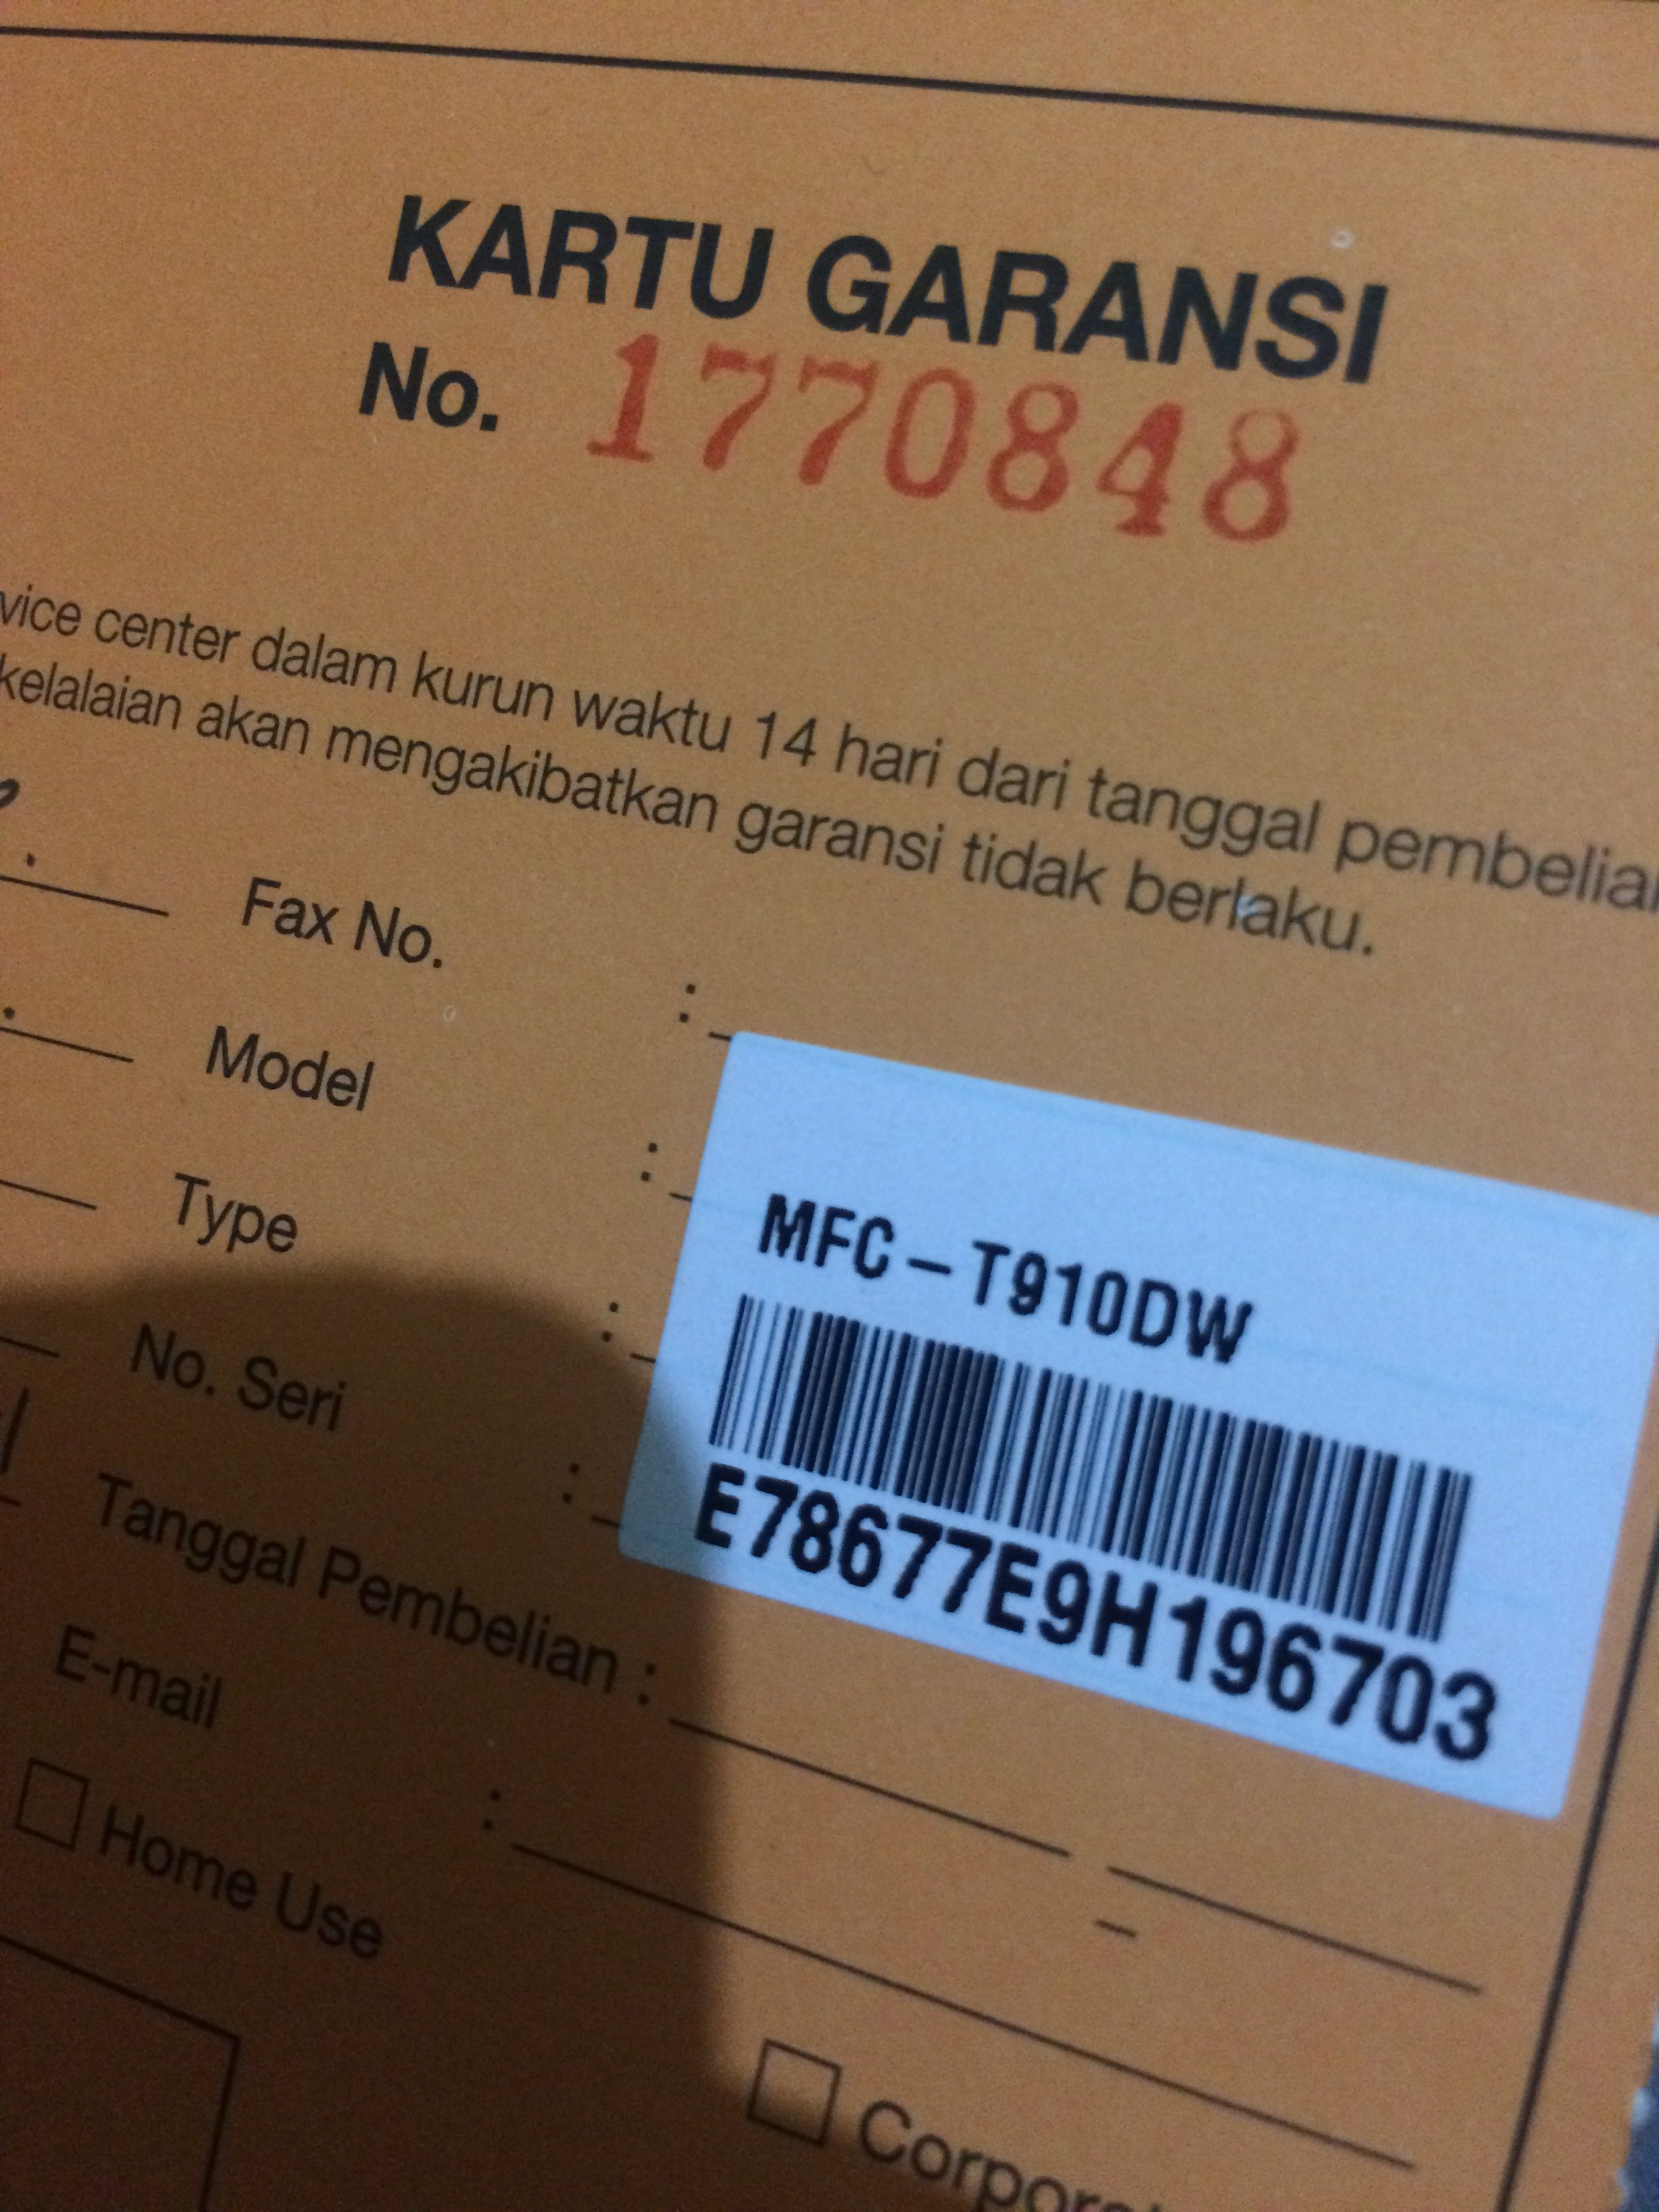 KARTU GARANSI
No. 1770848
vice center dalam kurun waktu 14 hari dari tanggal
kelalaian akan mengakibatkan garansi tidak berlaku.
Fax No. :
Model :
Type :
No. Seri :
MFC-T910DW
E78677E9H196703
Tanggal Pembelian :
E-mail :
Home Use